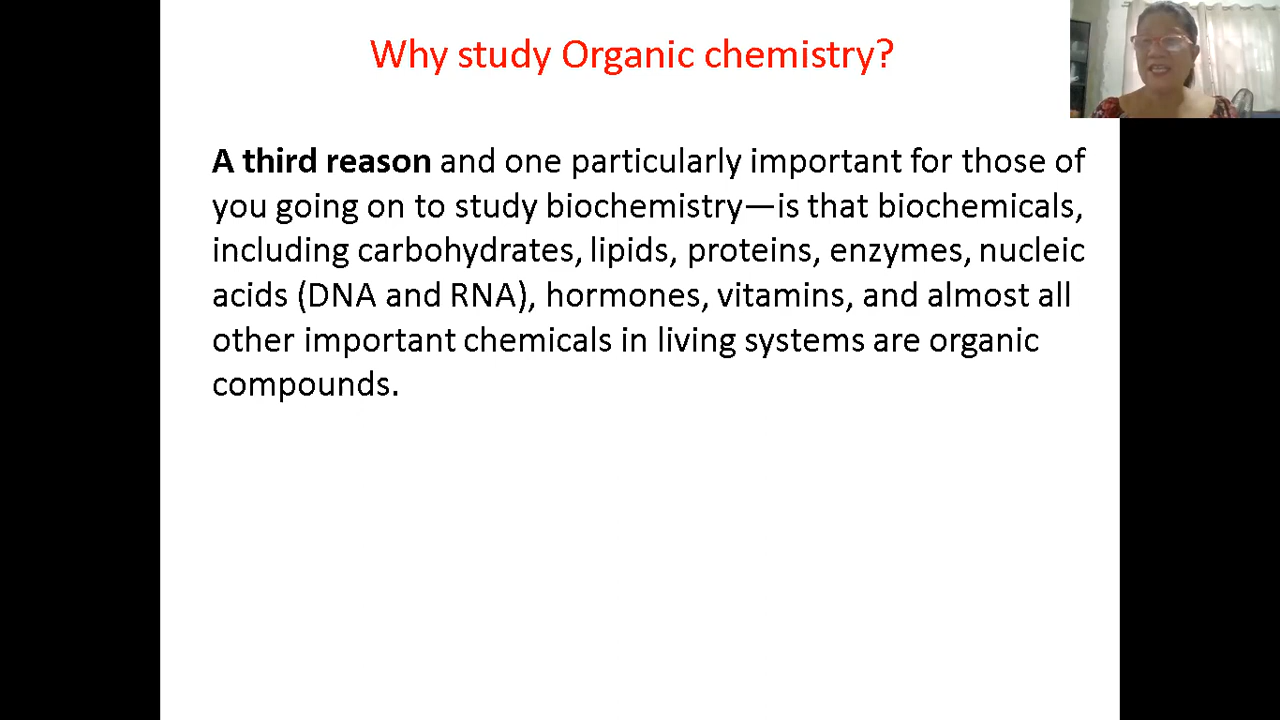 Why study Organic chemistry?
A third reason and one particularly important for those of
you going on to study biochemistry—is that biochemicals,
including carbohydrates, lipids, proteins, enzymes, nucleic
acids (DNA and RNA), hormones, vitamins, and almost all
other important chemicals in living systems are organic
compounds.